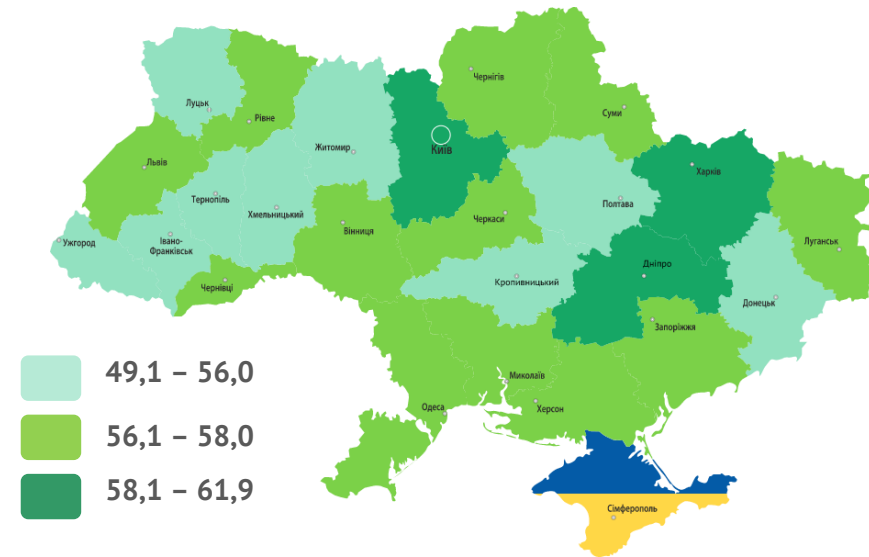 Чернігів
Луцьк
Суми
Рівне
Київ
Житомир
Львів
Харків
Тернопіль
Полтава
Хмельницький
Черкаси
Вінниця
Ужгород
Івано-
Франківськ
Луганськ
Дніпро
Чернівці
Кропивницький
Донецьк
Запоріжжя
49,1 – 56,0
Миколаїв
Одеса
Херсон
56,1 – 58,0
58,1 – 61,9
Сімферополь